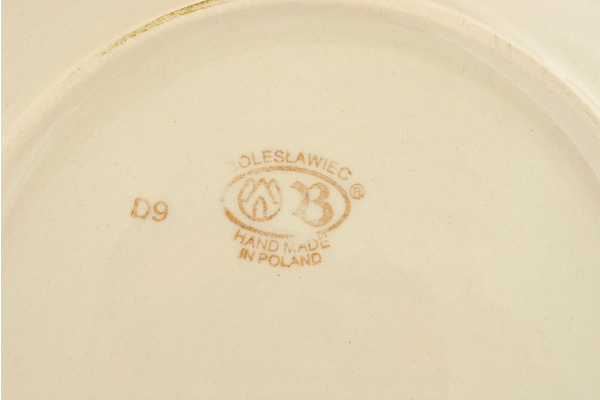 BOLESŁAWIEC
B ®
D9
HAND MADE
IN POLAND